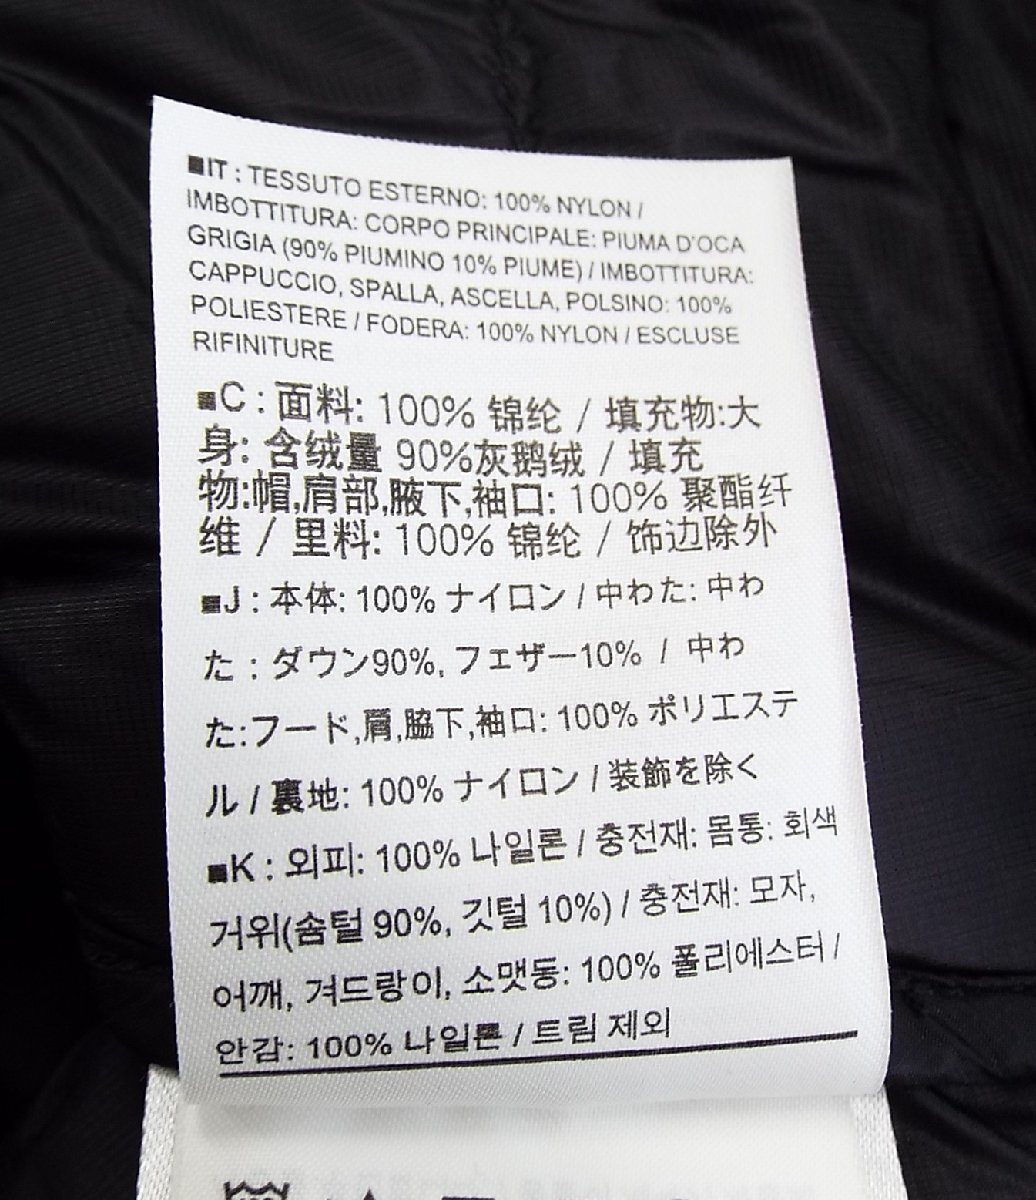 ■IT : TESSUTO ESTERNO: 100% NYLON /
IMBOTTITURA: CORPO PRINCIPALE: PIUMA D'OCA
GRIGIA (90% PIUMINO 10% PIUME) / IMBOTTITURA:
CAPPUCCIO, SPALLA, ASCELLA, POLSINO: 100%
POLIESTERE / FODERA: 100% NYLON / ESCLUSE
RIFINITURE
■C : 面料: 100% 锦纶 / 填充物:大
身: 含绒量 90%灰鹅绒 / 填充
物:帽,肩部,腋下,袖口: 100% 聚酯纤
维 / 里料: 100% 锦纶 / 饰边除外
■J : 本体: 100% ナイロン / 中わた: 中わ
た : ダウン90%, フェザー10% / 中わ
た:フード,肩,脇下,袖口: 100% ポリエステ
ル / 裏地: 100% ナイロン / 装飾を除く
■K : 외피: 100% 나일론 / 충전재: 몸통: 회색
거위(솜털 90%, 깃털 10%) / 충전재: 모자,
어깨, 겨드랑이, 소맷동: 100% 폴리에스터 /
안감: 100% 나일론 / 트림 제외